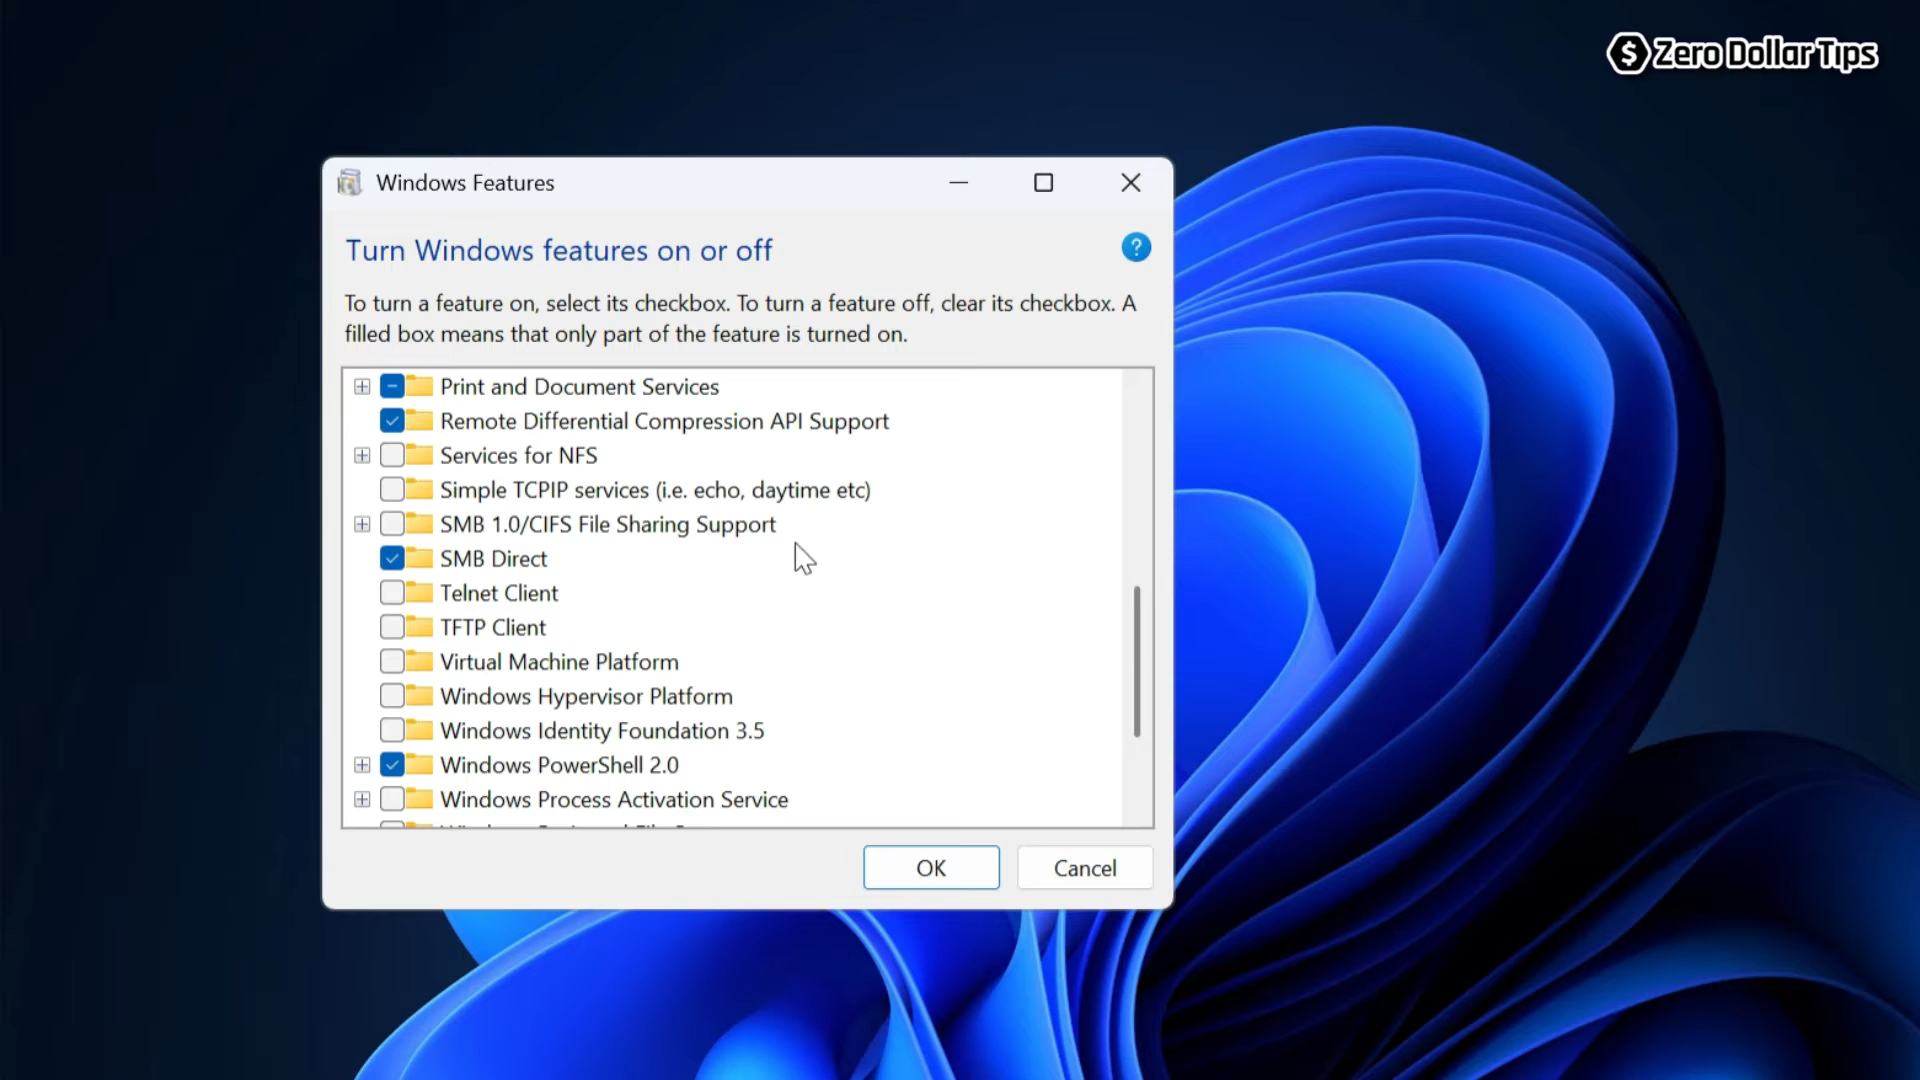 Zero Dollar Tips
Windows Features
Turn Windows features on or off
To turn a feature on, select its checkbox. To turn a feature off, clear its checkbox. A
filled box means that only part of the feature is turned on.
Print and Document Services
Remote Differential Compression API Support
Services for NFS
Simple TCPIP services (i.e. echo, daytime etc)
SMB 1.0/CIFS File Sharing Support
SMB Direct
Telnet Client
TFTP Client
Virtual Machine Platform
Windows Hypervisor Platform
Windows Identity Foundation 3.5
Windows PowerShell 2.0
Windows Process Activation Service
OK
Cancel